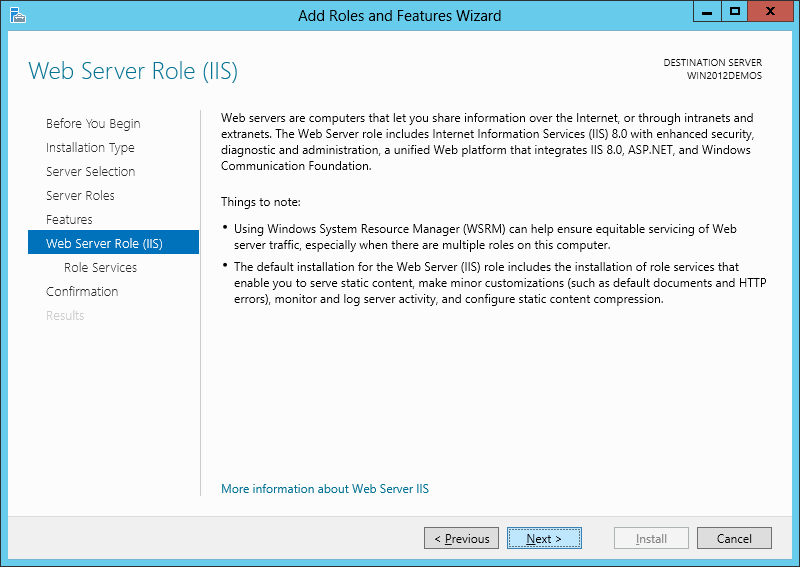 Add Roles and Features Wizard
Web Server Role (IIS)
DESTINATION SERVER
WIN2012DEMOS
Before You Begin
Installation Type
Server Selection
Server Roles
Features
Web Server Role (IIS)
Role Services
Confirmation
Results
Web servers are computers that let you share information over the Internet, or through intranets and
extranets. The Web Server role includes Internet Information Services (IIS) 8.0 with enhanced security,
diagnostic and administration, a unified Web platform that integrates IIS 8.0, ASP.NET, and Windows
Communication Foundation.
Things to note:
• Using Windows System Resource Manager (WSRM) can help ensure equitable servicing of Web
server traffic, especially when there are multiple roles on this computer.
• The default installation for the Web Server (IIS) role includes the installation of role services that
enable you to serve static content, make minor customizations (such as default documents and HTTP
errors), monitor and log server activity, and configure static content compression.
More information about Web Server IIS
< Previous
Next >
Install
Cancel